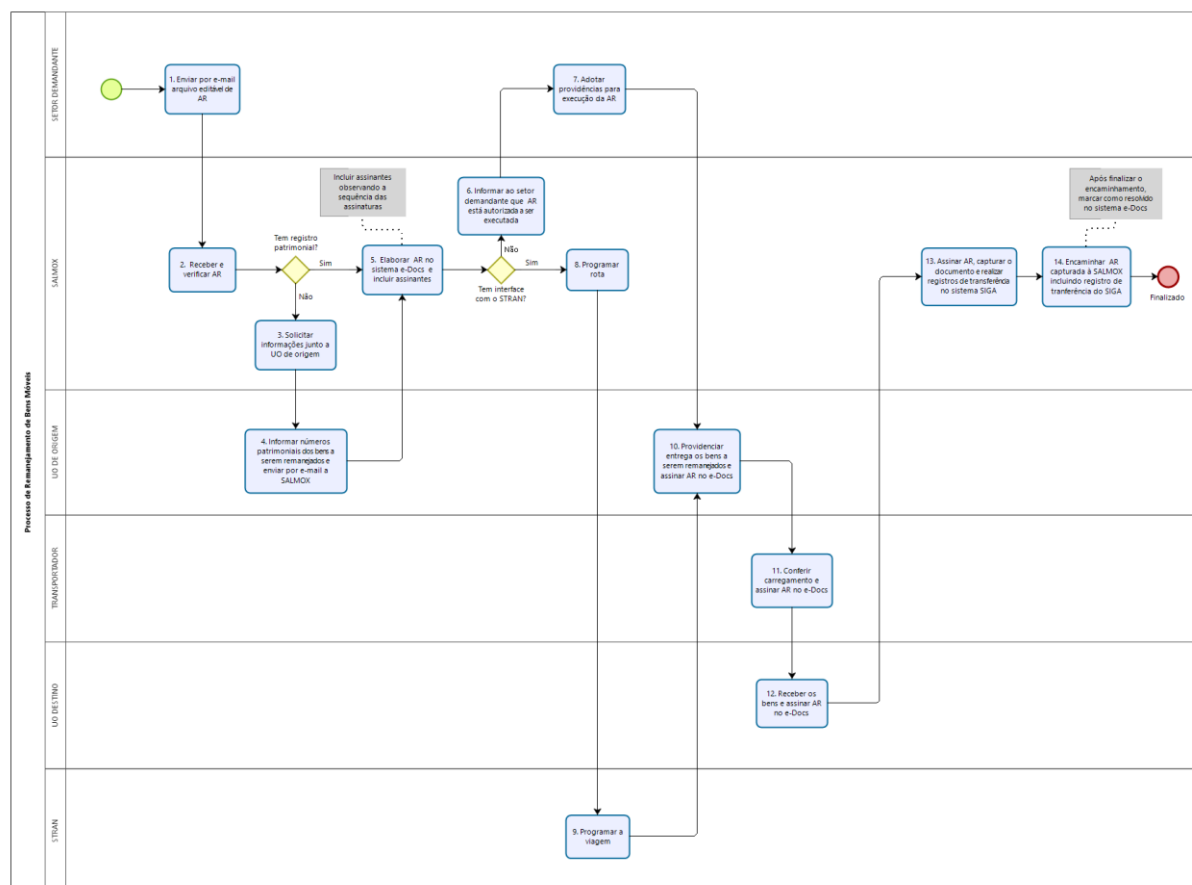 Processo de Remanejamento de Bens Móveis
SETOR DEMANDANTE
1. Enviar por e-mail
arquivo editável de
AR
7. Adotar
providências para
execução da AR
SALMOX
Incluir assinantes
observando a
sequência das
assinaturas
6. Informar ao setor
demandante que AR
está autorizada a ser
executada
Após finalizar o
encaminhamento,
marcar como resolvido
no sistema e-Docs
Tem registro
patrimonial?
Não
2. Receber e
verificar AR
Sim
5. Elaborar AR no
sistema e-Docs e
incluir assinantes
Sim
8. Programar
rota
Tem interface
com o STRAN?
13. Assinar AR, capturar o
documento e realizar
registros de transferência
no sistema SIGA
14. Encaminhar AR
capturada à SALMOX
incluindo registro de
tranferência do SIGA
Finalizado
Não
3. Solicitar
informações junto a
UO de origem
UO DE ORIGEM
4. Informar números
patrimoniais dos bens a
serem remanejados e
enviar por e-mail a
SALMOX
10. Providenciar
entrega os bens a
serem remanejados e
assinar AR no e-Docs
TRANSPORTADOR
11. Conferir
carregamento e
assinar AR no e-Docs
UO DESTINO
12. Receber os
bens e assinar AR
no e-Docs
STRAN
9. Programar a
viagem